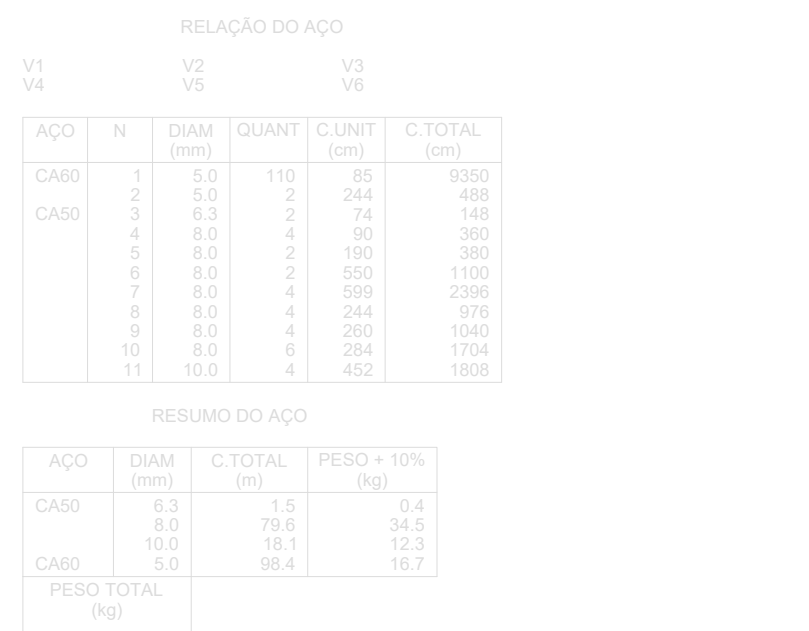 RELAÇÃO DO AÇO
V1 V2 V3
V4 V5 V6
AÇO N DIAM QUANT C.UNIT C.TOTAL
(mm) (cm) (cm)
CA60 1 5.0 110 85 9350
2 5.0 2 244 488
CA50 3 6.3 2 74 148
4 8.0 4 90 360
5 8.0 2 190 380
6 8.0 2 550 1100
7 8.0 4 599 2396
8 8.0 4 244 976
9 8.0 4 260 1040
10 8.0 6 284 1704
11 10.0 4 452 1808
RESUMO DO AÇO
AÇO DIAM C.TOTAL PESO + 10%
(mm) (m) (kg)
CA50 6.3 1.5 0.4
8.0 79.6 34.5
10.0 18.1 12.3
CA60 5.0 98.4 16.7
PESO TOTAL
(kg)